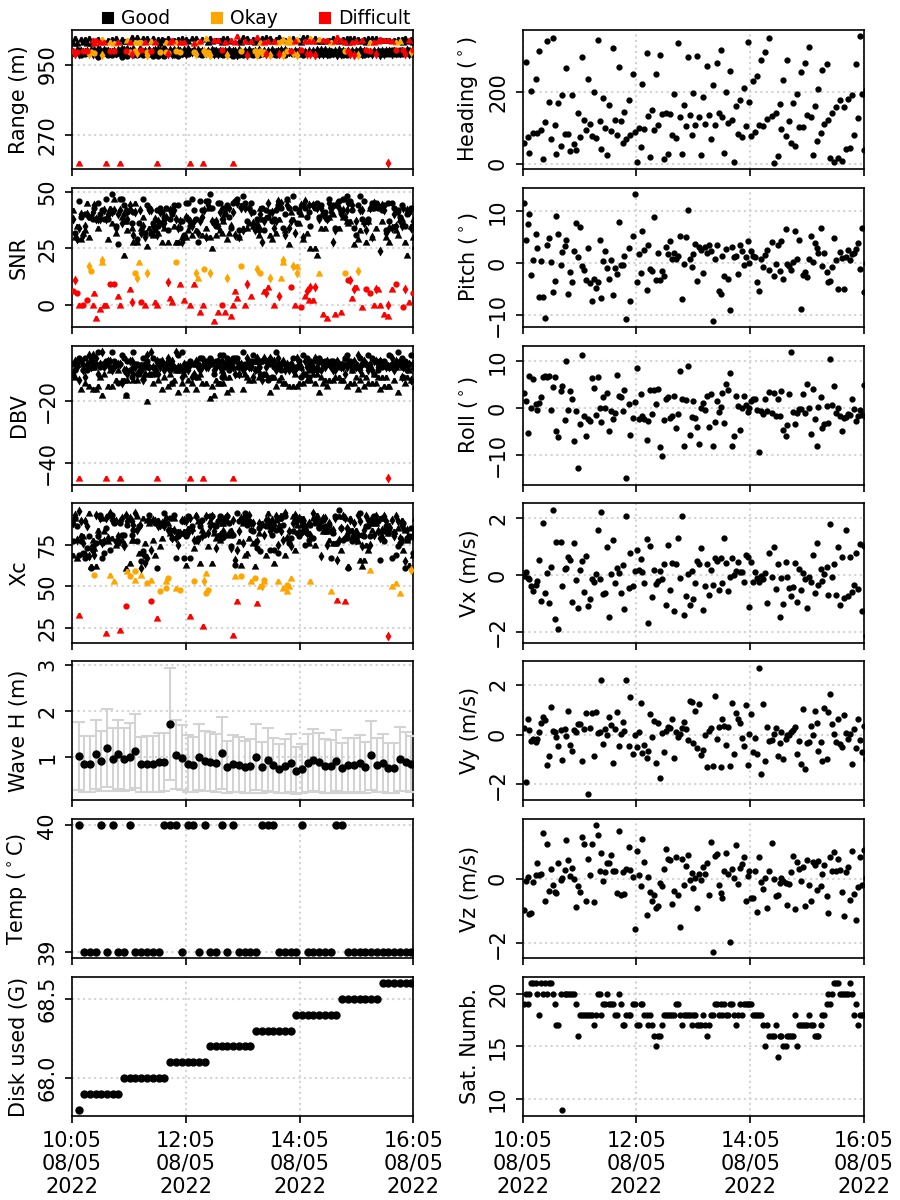 Good Okay Difficult
Range (m)
950
270
Heading (°)
200
0
SNR
50
25
0
Pitch (°)
10
0
−10
DBV
−20
−40
Roll (°)
10
0
−10
Xc
75
50
25
Vx (m/s)
2
0
−2
Wave H (m)
3
2
1
Vy (m/s)
2
0
−2
Temp (°C)
40
39
Vz (m/s)
0
−2
Disk used (G)
68.5
68.0
Sat. Numb.
20
15
10
10:05 12:05 14:05 16:05 10:05 12:05 14:05 16:05
08/05 08/05 08/05 08/05 08/05 08/05 08/05 08/05
2022 2022 2022 2022 2022 2022 2022 2022